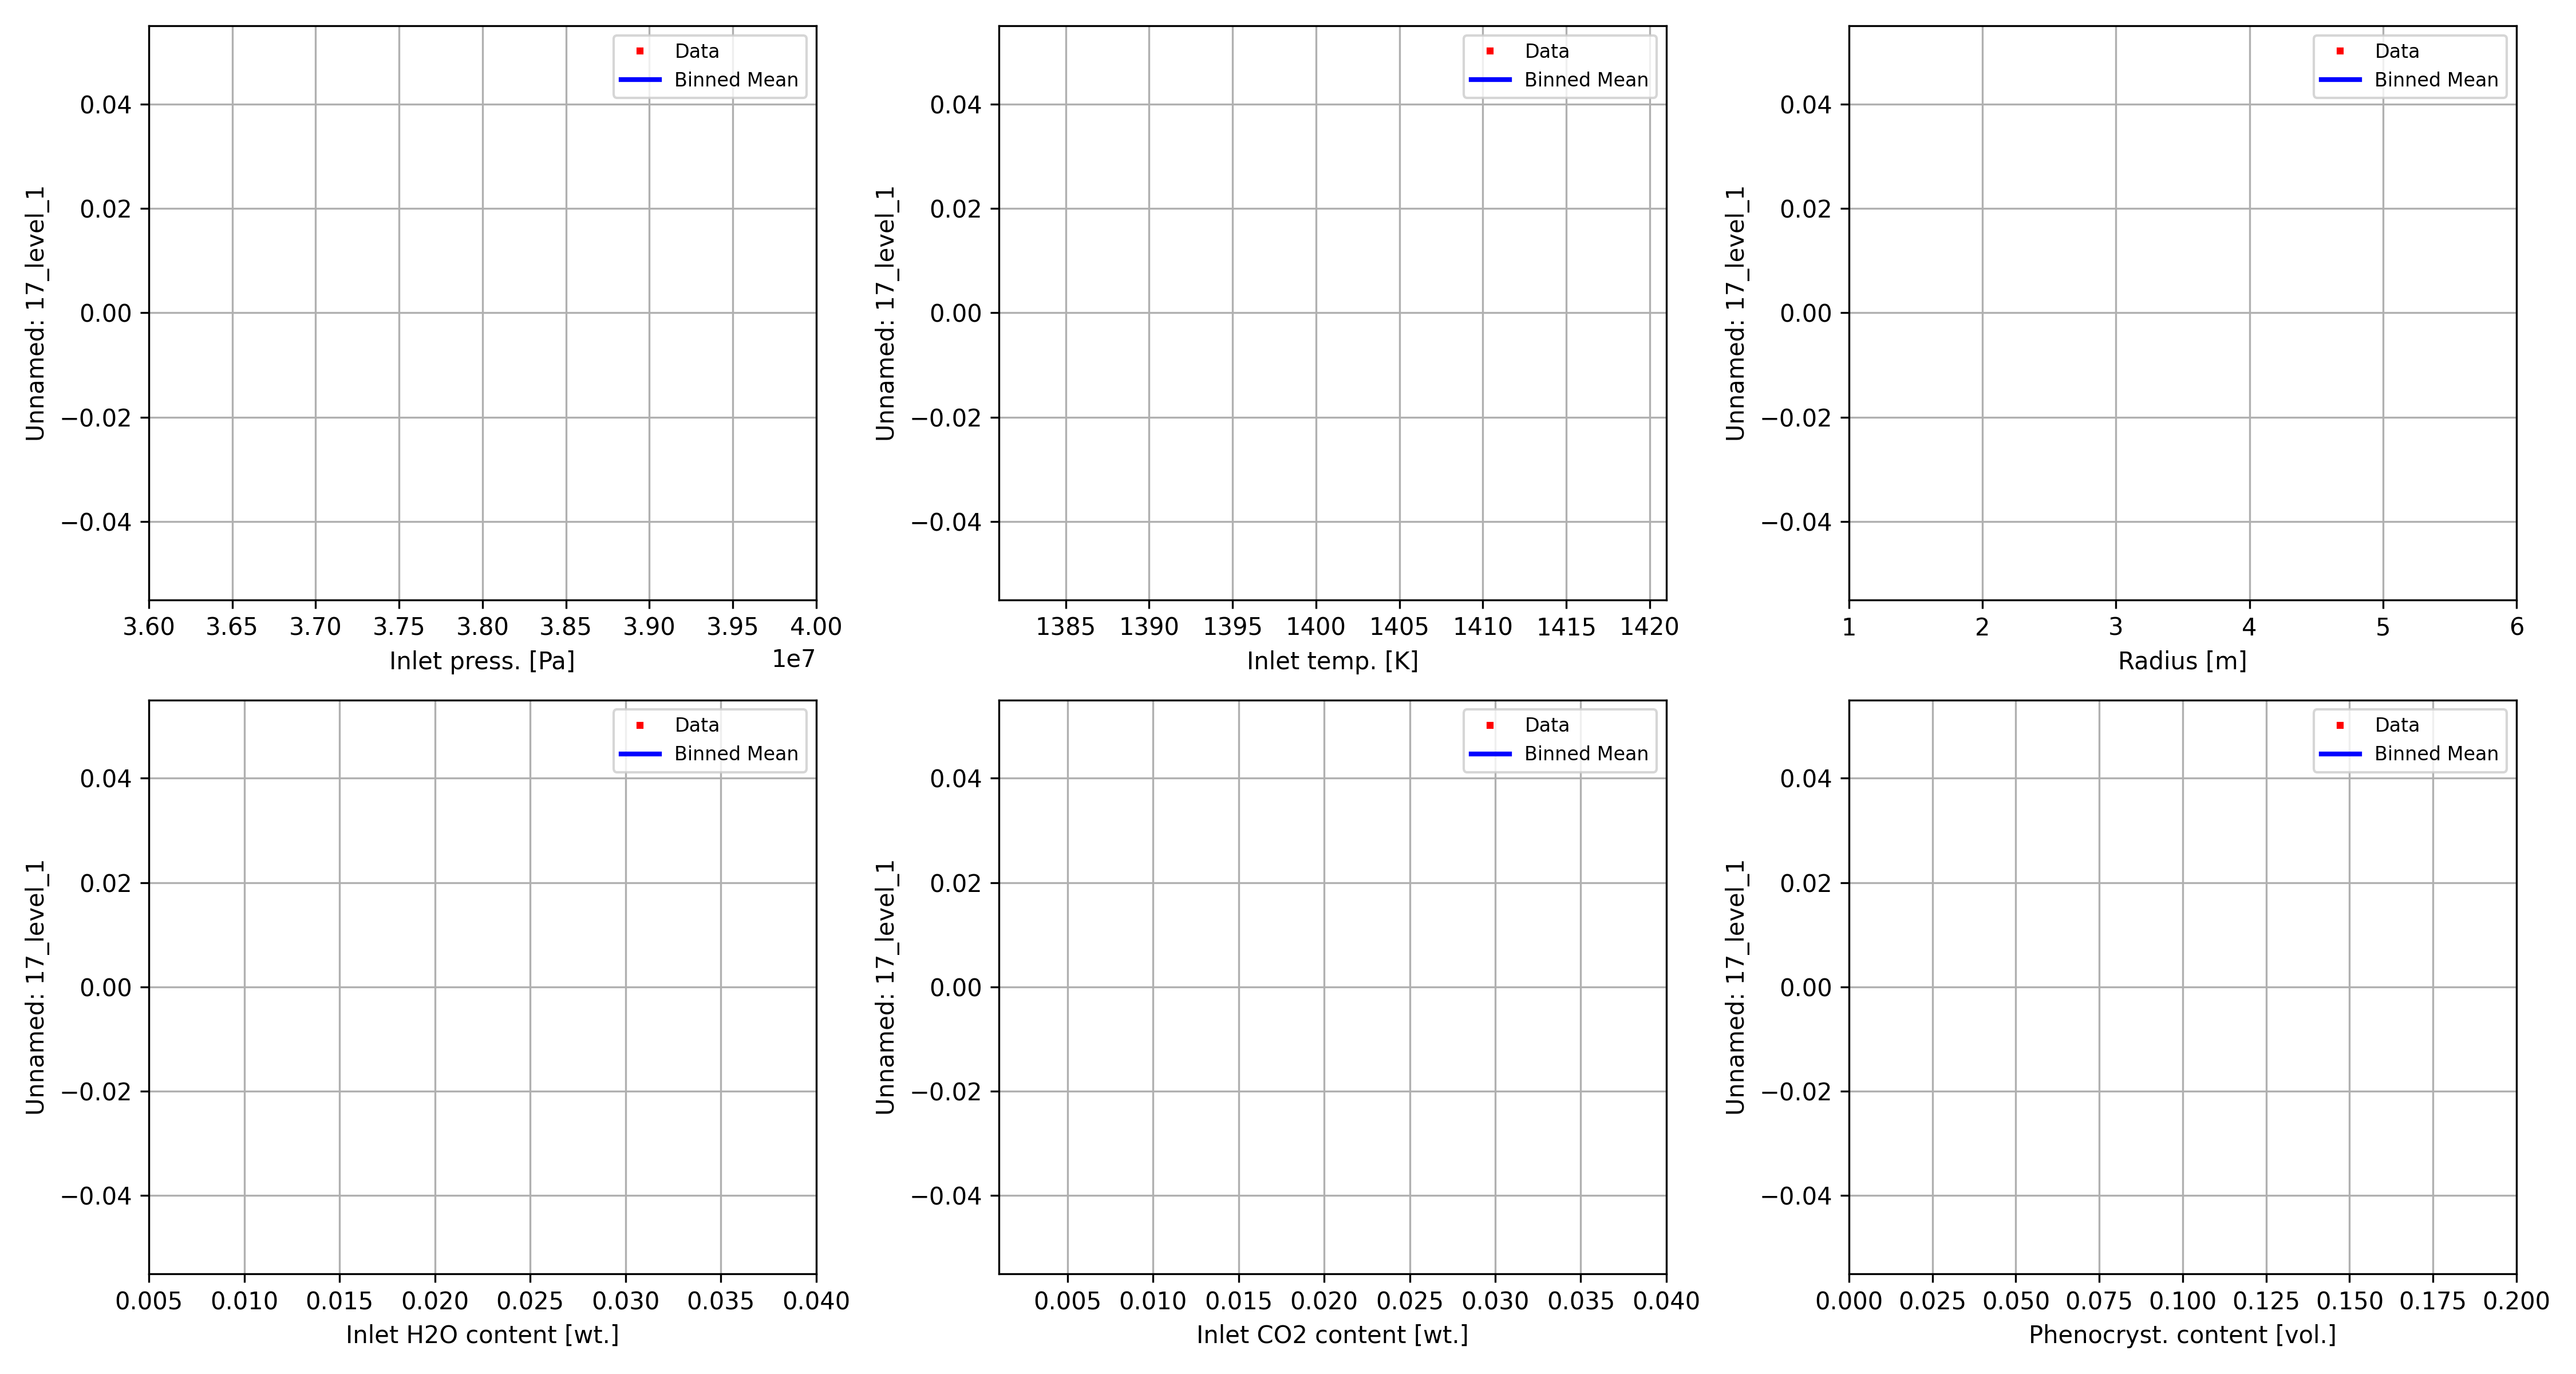 Data
Binned Mean
0.04
0.02
0.00
−0.02
−0.04
Unnamed: 17_level_1
3.60 3.65 3.70 3.75 3.80 3.85 3.90 3.95 4.00
1e7
Inlet press. [Pa]
Data
Binned Mean
0.04
0.02
0.00
−0.02
−0.04
Unnamed: 17_level_1
1385 1390 1395 1400 1405 1410 1415 1420
Inlet temp. [K]
Data
Binned Mean
0.04
0.02
0.00
−0.02
−0.04
Unnamed: 17_level_1
1 2 3 4 5 6
Radius [m]
Data
Binned Mean
0.04
0.02
0.00
−0.02
−0.04
Unnamed: 17_level_1
0.005 0.010 0.015 0.020 0.025 0.030 0.035 0.040
Inlet H2O content [wt.]
Data
Binned Mean
0.04
0.02
0.00
−0.02
−0.04
Unnamed: 17_level_1
0.005 0.010 0.015 0.020 0.025 0.030 0.035 0.040
Inlet CO2 content [wt.]
Data
Binned Mean
0.04
0.02
0.00
−0.02
−0.04
Unnamed: 17_level_1
0.000 0.025 0.050 0.075 0.100 0.125 0.150 0.175 0.200
Phenocryst. content [vol.]